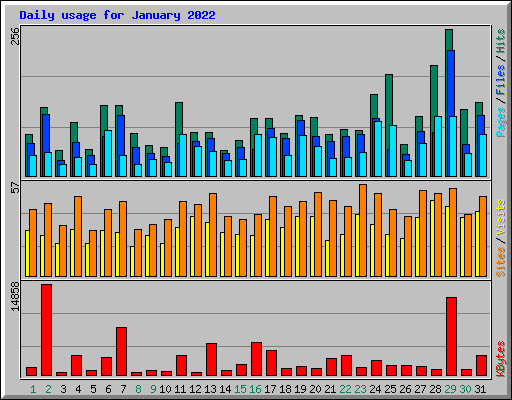 Daily usage for January 2022
256
Pages / Files / Hits
57
Sites / Visits
14858
KBytes
1 2 3 4 5 6 7 8 9 10 11 12 13 14 15 16 17 18 19 20 21 22 23 24 25 26 27 28 29 30 31